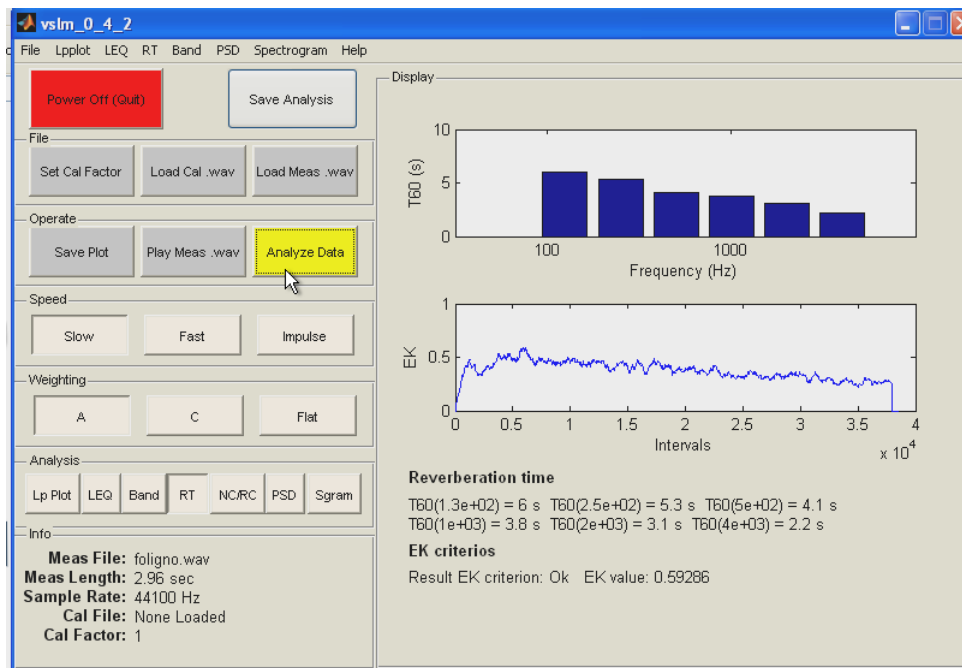 vslm_0_4_2
File Lpplot LEQ RT Band PSD Spectrogram Help
Power Off (Quit)
Save Analysis
File
Set Cal Factor
Load Cal .wav
Load Meas .wav
Operate
Save Plot
Play Meas .wav
Analyze Data
Speed
Slow
Fast
Impulse
Weighting
A
C
Flat
Analysis
Lp Plot
LEQ
Band
RT
NC/RC
PSD
Sgram
Info
Meas File: foligno.wav
Meas Length: 2.96 sec
Sample Rate: 44100 Hz
Cal File: None Loaded
Cal Factor: 1
Display
10
5
0
T60 (s)
100 1000
Frequency (Hz)
1
0.5
0
EK
0 0.5 1 1.5 2 2.5 3 3.5 4
Intervals
x 10^4
Reverberation time
T60(1.3e+02) = 6 s T60(2.5e+02) = 5.3 s T60(5e+02) = 4.1 s
T60(1e+03) = 3.8 s T60(2e+03) = 3.1 s T60(4e+03) = 2.2 s
EK criterios
Result EK criterion: Ok EK value: 0.59286